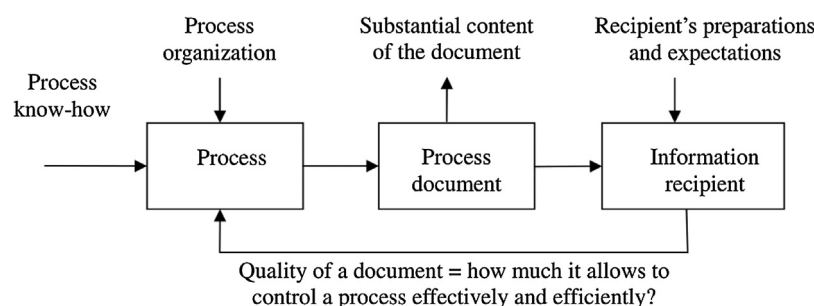 Process
organization
Substantial content
of the document
Recipient’s preparations
and expectations
Process
know-how
Process
Process
document
Information
recipient
Quality of a document = how much it allows to
control a process effectively and efficiently?